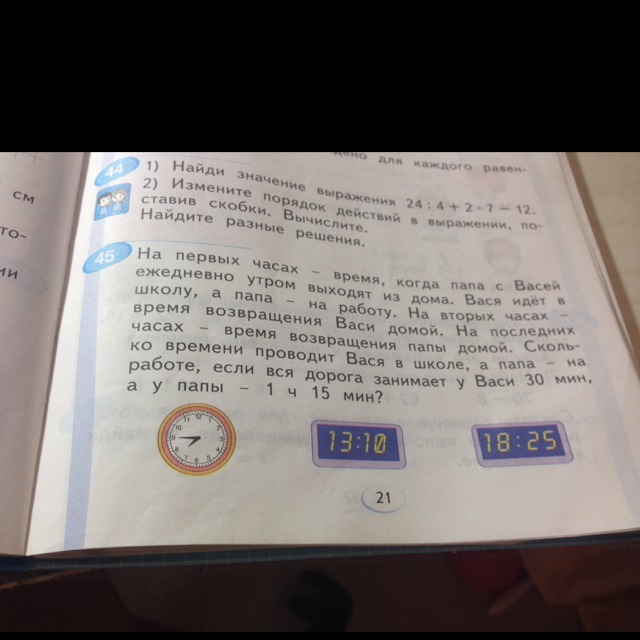 дено для каждого равен-
44 1) Найди значение выражения 24 : 4 + 2 · 7 − 12.
2) Измените порядок действий в выражении, по-
ставив скобки. Вычислите.
Найдите разные решения.
45 На первых часах – время, когда папа с Васей
ежедневно утром выходят из дома. Вася идёт в
школу, а папа – на работу. На вторых часах –
время возвращения Васи домой. На последних
часах – время возвращения папы домой. Сколь-
ко времени проводит Вася в школе, а папа – на
работе, если вся дорога занимает у Васи 30 мин,
а у папы – 1 ч 15 мин?
13:10
18:25
21
см
то-
ии